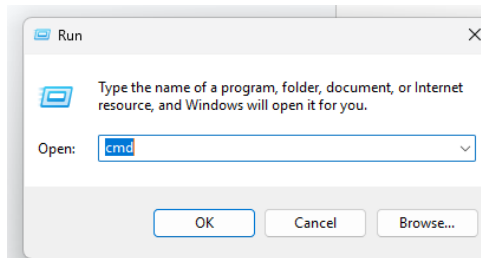 Run
Type the name of a program, folder, document, or Internet
resource, and Windows will open it for you.
Open: cmd
OK Cancel Browse...